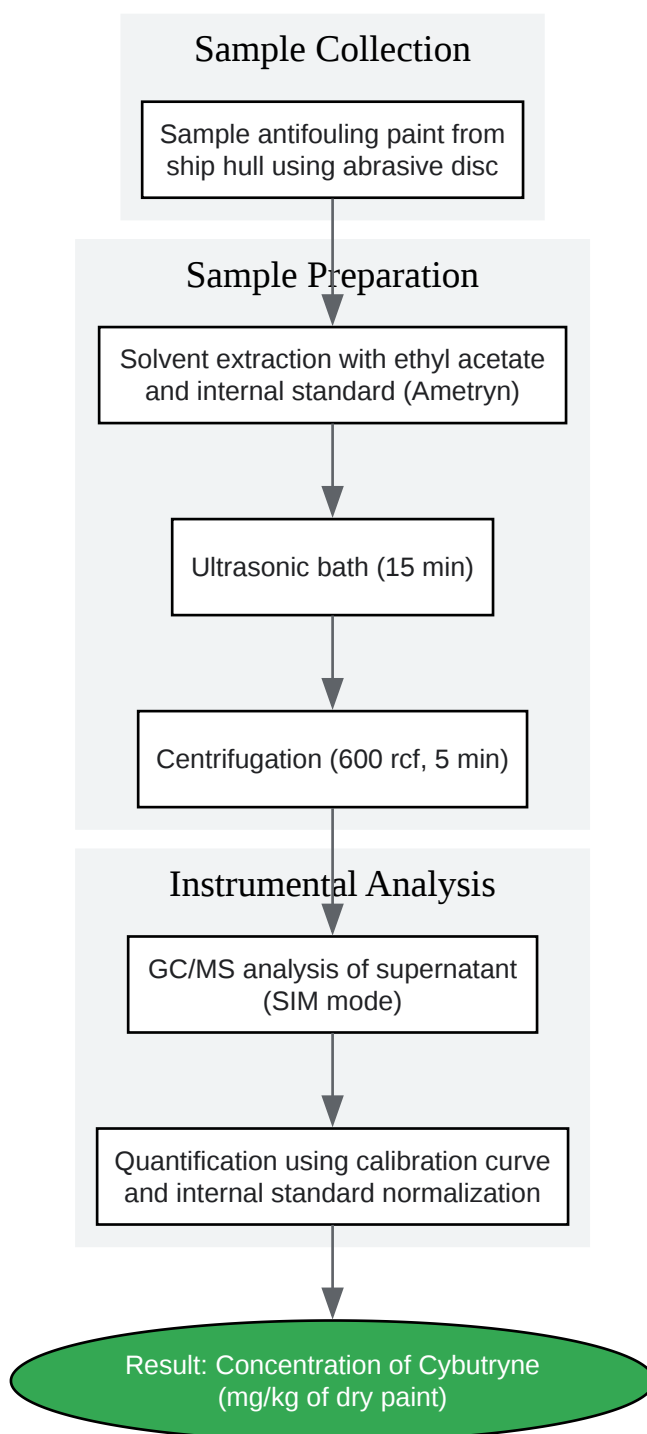 Sample Collection
Sample antifouling paint from
ship hull using abrasive disc
Sample Preparation
Solvent extraction with ethyl acetate
and internal standard (Ametryn)
Ultrasonic bath (15 min)
Centrifugation (600 rcf, 5 min)
Instrumental Analysis
GC/MS analysis of supernatant
(SIM mode)
Quantification using calibration curve
and internal standard normalization
Result: Concentration of Cybutryne
(mg/kg of dry paint)